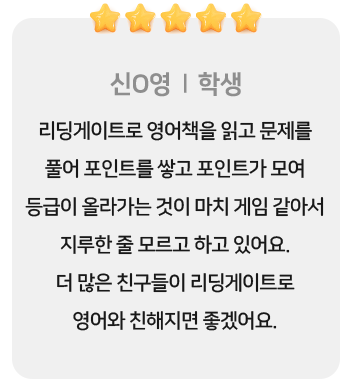 신O영 | 학생
리딩게이트로 영어책을 읽고 문제를
풀어 포인트를 쌓고 포인트가 모여
등급이 올라가는 것이 마치 게임 같아서
지루한 줄 모르고 하고 있어요.
더 많은 친구들이 리딩게이트로
영어와 친해지면 좋겠어요.